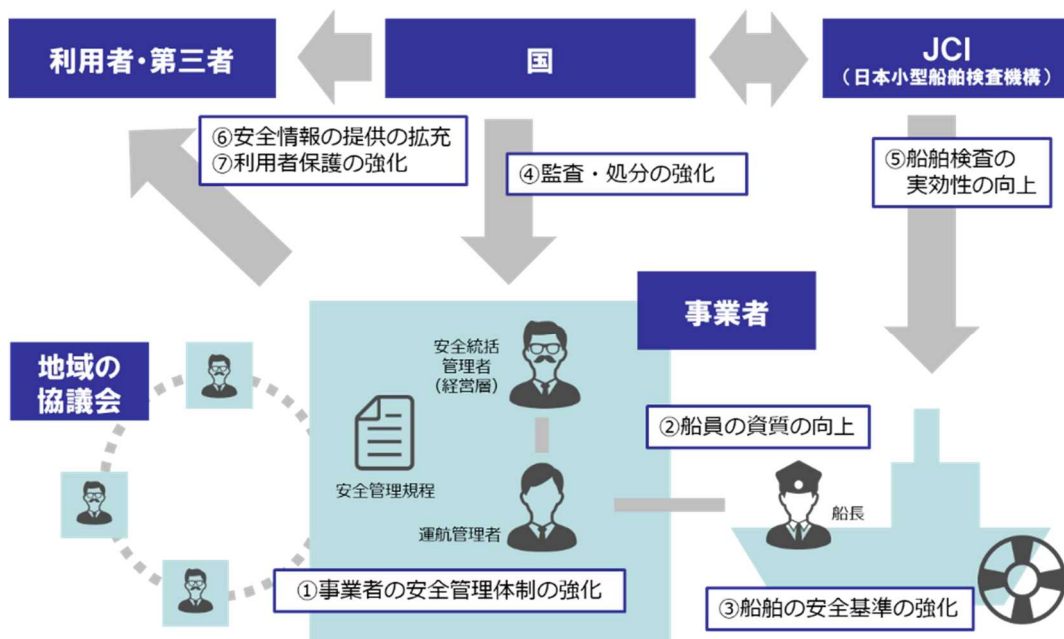 利用者・第三者
国
JCI
（日本小型船舶検査機構）
⑥安全情報の提供の拡充
⑦利用者保護の強化
④監査・処分の強化
⑤船舶検査の
実効性の向上
事業者
地域の
協議会
安全統括
管理者
（経営層）
安全管理規程
運航管理者
②船員の資質の向上
船長
①事業者の安全管理体制の強化
③船舶の安全基準の強化